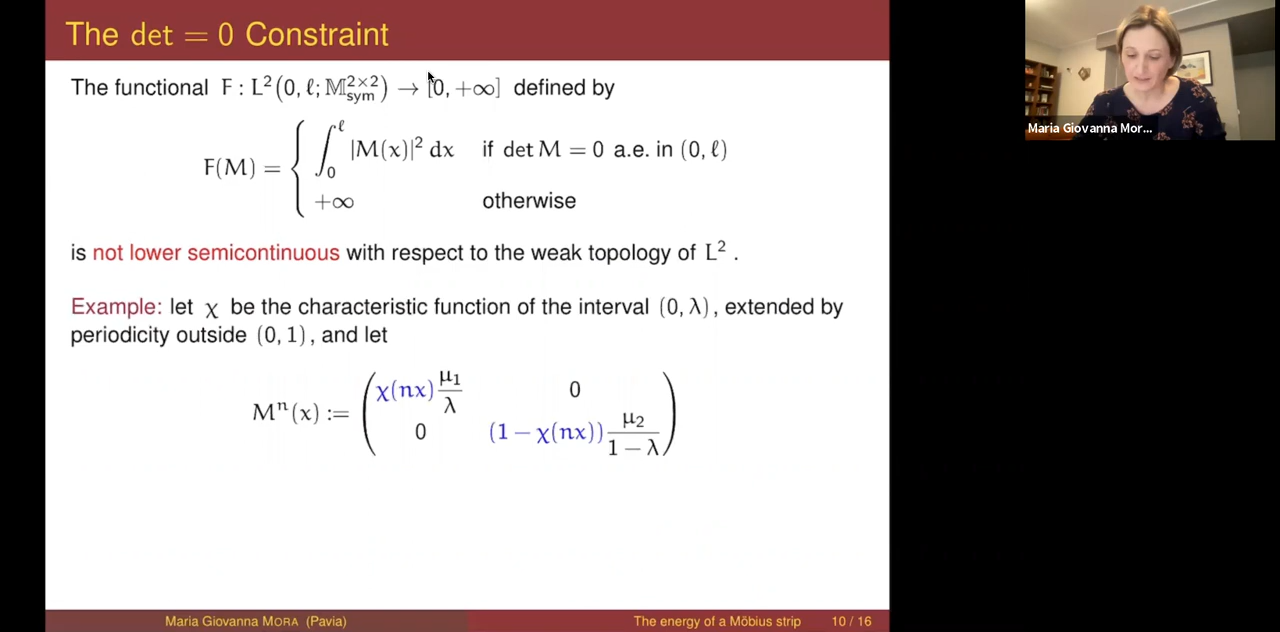 The det = 0 Constraint
The functional F : L²(0, ℓ; 𝕄²ˣ²_sym) → [0, +∞] defined by
F(M) = { ∫₀^ℓ |M(x)|² dx if det M = 0 a.e. in (0, ℓ)
+∞ otherwise
is not lower semicontinuous with respect to the weak topology of L² .
Example: let χ be the characteristic function of the interval (0, λ), extended by
periodicity outside (0, 1), and let
Mⁿ(x) := ( χ(nx) μ₁/λ 0
0 (1 − χ(nx)) μ₂/(1 − λ) )
Maria Giovanna MORA (Pavia) The energy of a Möbius strip 10 / 16
Maria Giovanna Mor...